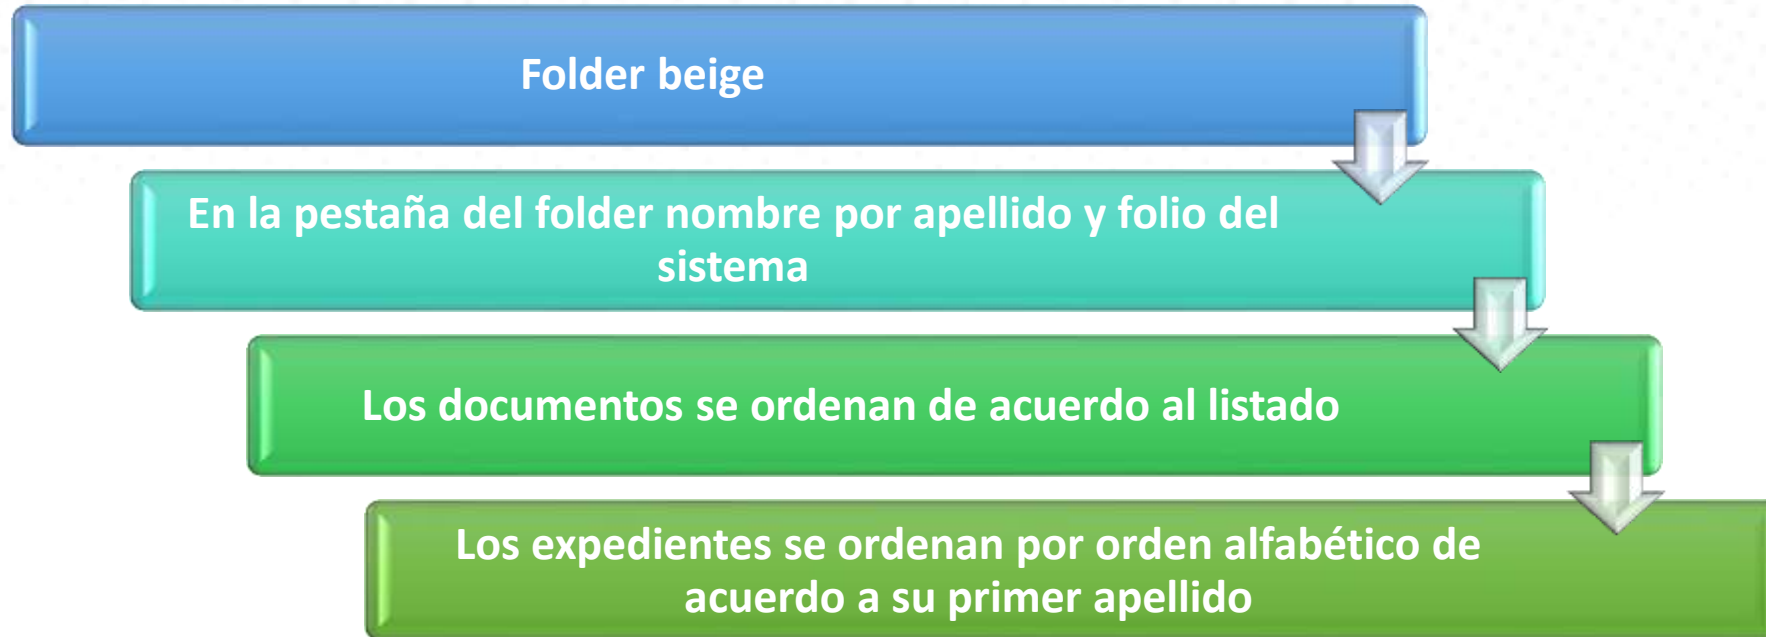 Folder beige
En la pestaña del folder nombre por apellido y folio del
sistema
Los documentos se ordenan de acuerdo al listado
Los expedientes se ordenan por orden alfabético de
acuerdo a su primer apellido